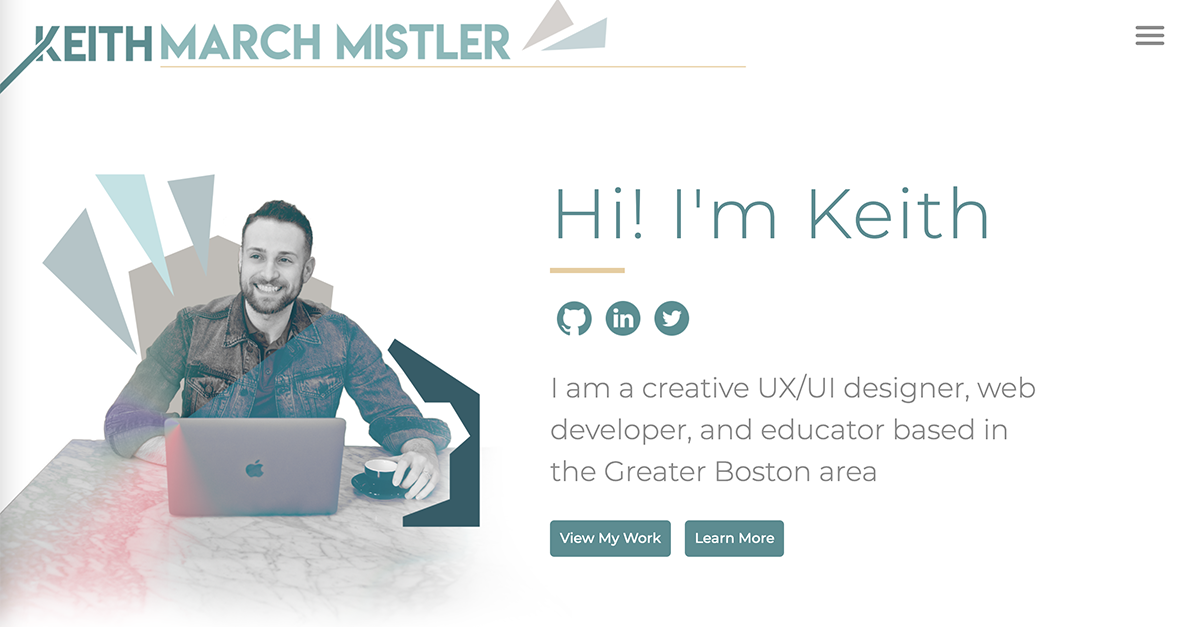 KEITH MARCH MISTLER
Hi! I'm Keith
in
I am a creative UX/UI designer, web
developer, and educator based in
the Greater Boston area
View My Work
Learn More